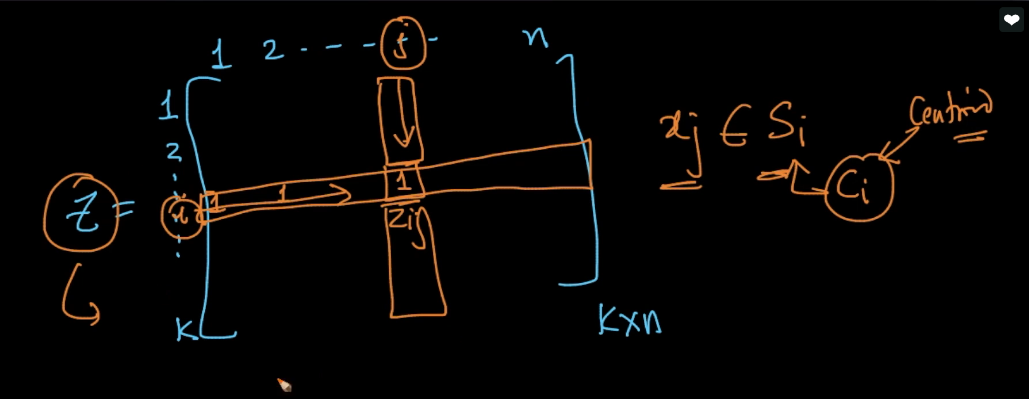 1 2 - - - - j - n
1
2
⋮
Z = i 1 1 1
zij
⋮
k
k×n
xj ∈ Si
Ci
Centroid